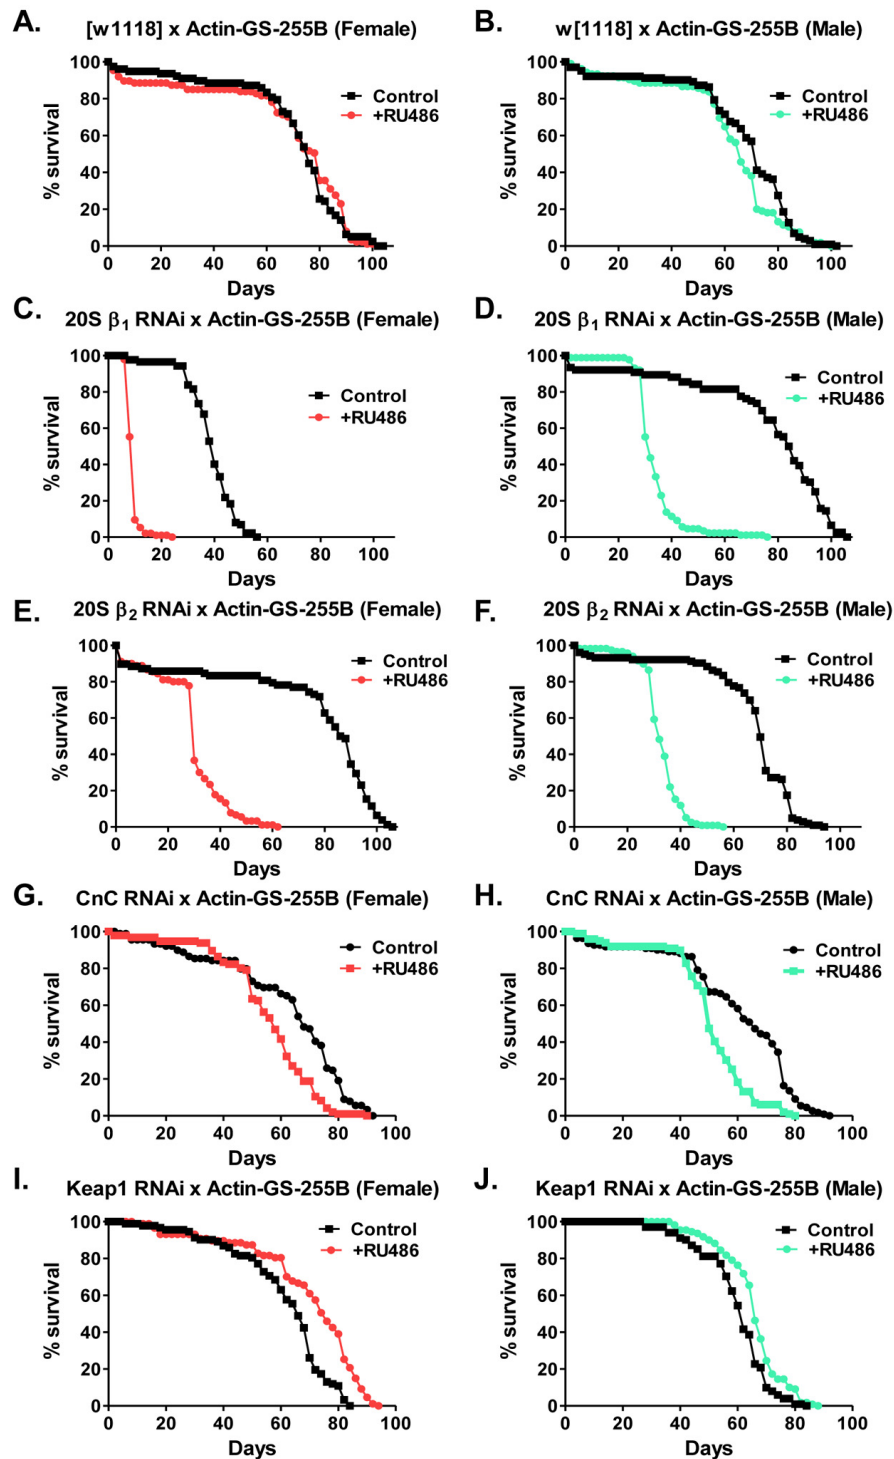 A. [w1118] x Actin-GS-255B (Female)
% survival
100
80
60
40
20
0
Control
+RU486
0 20 40 60 80 100
Days
B. w[1118] x Actin-GS-255B (Male)
% survival
100
80
60
40
20
0
Control
+RU486
0 20 40 60 80 100
Days
C. 20S β1 RNAi x Actin-GS-255B (Female)
% survival
100
80
60
40
20
0
Control
+RU486
0 20 40 60 80 100
Days
D. 20S β1 RNAi x Actin-GS-255B (Male)
% survival
100
80
60
40
20
0
Control
+RU486
0 20 40 60 80 100
Days
E. 20S β2 RNAi x Actin-GS-255B (Female)
% survival
100
80
60
40
20
0
Control
+RU486
0 20 40 60 80 100
Days
F. 20S β2 RNAi x Actin-GS-255B (Male)
% survival
100
80
60
40
20
0
Control
+RU486
0 20 40 60 80 100
Days
G. CnC RNAi x Actin-GS-255B (Female)
% survival
100
80
60
40
20
0
Control
+RU486
0 20 40 60 80 100
Days
H. CnC RNAi x Actin-GS-255B (Male)
% survival
100
80
60
40
20
0
Control
+RU486
0 20 40 60 80 100
Days
I. Keap1 RNAi x Actin-GS-255B (Female)
% survival
100
80
60
40
20
0
Control
+RU486
0 20 40 60 80 100
Days
J. Keap1 RNAi x Actin-GS-255B (Male)
% survival
100
80
60
40
20
0
Control
+RU486
0 20 40 60 80 100
Days